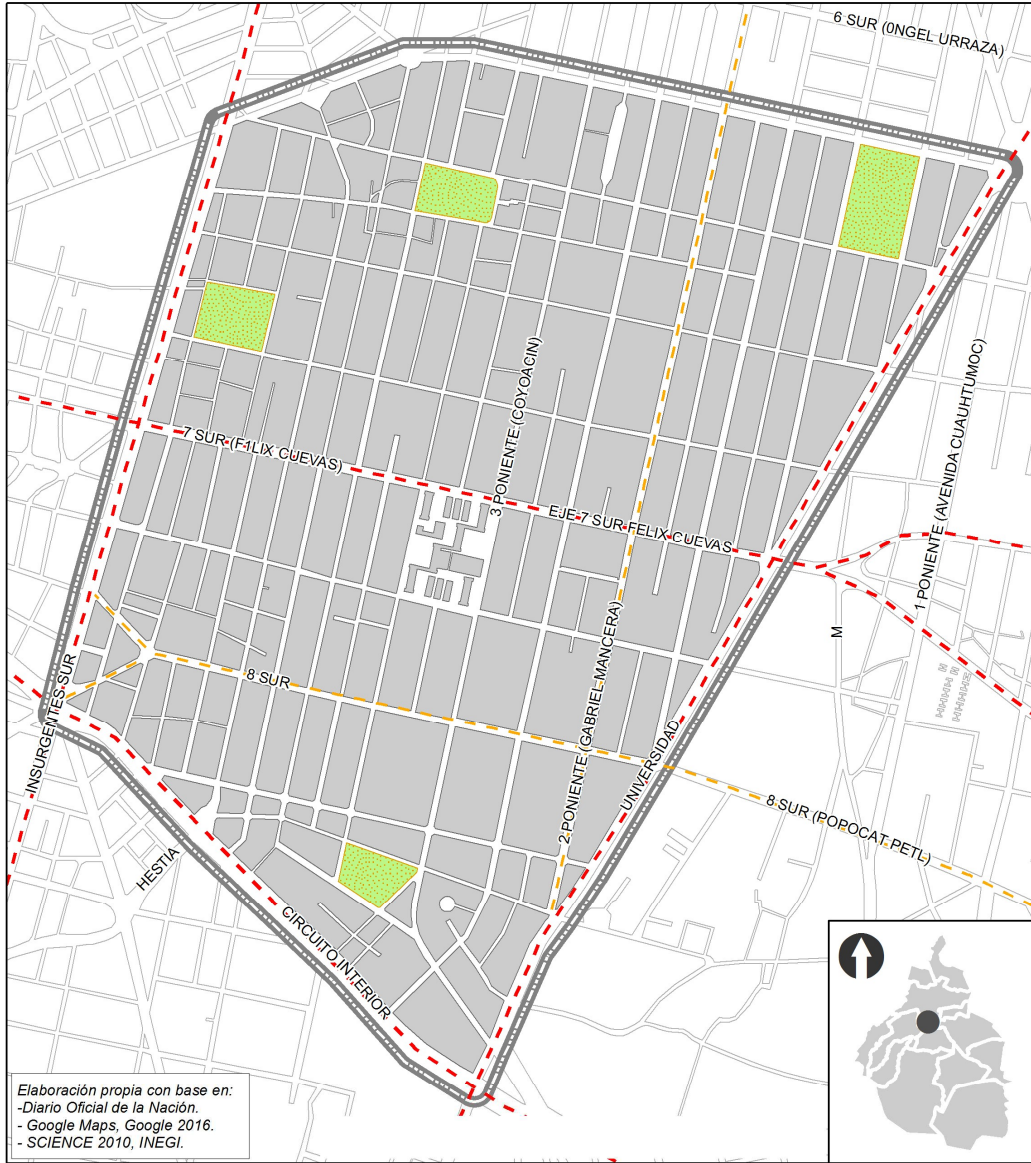 6 SUR (0NGEL URRAZA)
3 PONIENTE (COYOACIN)
1 PONIENTE (AVENIDA CUAUHTUMOC)
7 SUR (F1LIX CUEVAS)
EJE 7 SUR FELIX CUEVAS
M
2 PONIENTE (GABRIEL MANCERA)
INSURGENTES SUR
8 SUR
UNIVERSIDAD
8 SUR (POPOCAT PETL)
HESTIA
CIRCUITO INTERIOR
Elaboración propia con base en:
-Diario Oficial de la Nación.
- Google Maps, Google 2016.
- SCIENCE 2010, INEGI.